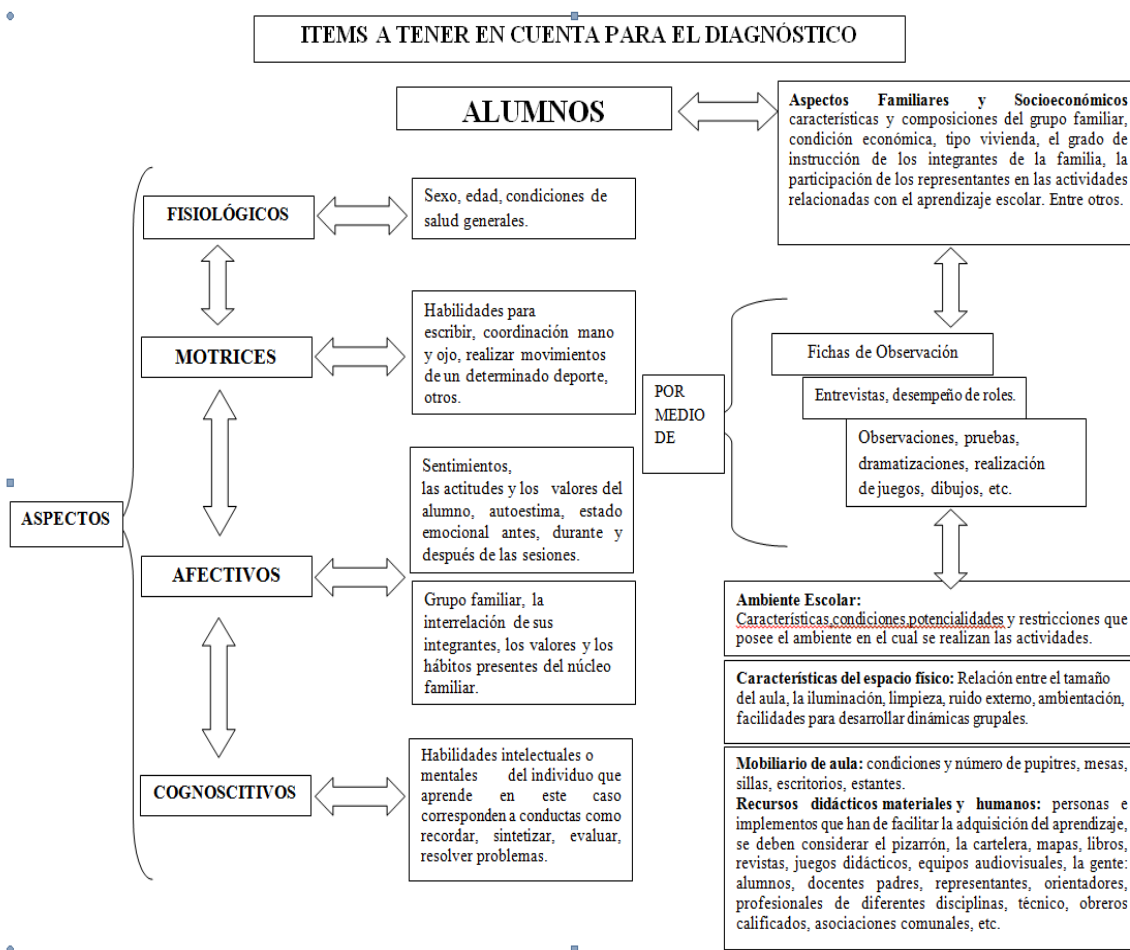 ITEMS A TENER EN CUENTA PARA EL DIAGNÓSTICO
ALUMNOS
Aspectos Familiares y Socioeconómicos
características y composiciones del grupo familiar,
condición económica, tipo vivienda, el grado de
instrucción de los integrantes de la familia, la
participación de los representantes en las actividades
relacionadas con el aprendizaje escolar. Entre otros.
ASPECTOS
FISIOLÓGICOS
Sexo, edad, condiciones de
salud generales.
MOTRICES
Habilidades para
escribir, coordinación mano
y ojo, realizar movimientos
de un determinado deporte,
otros.
AFECTIVOS
Sentimientos,
las actitudes y los valores del
alumno, autoestima, estado
emocional antes, durante y
después de las sesiones.
Grupo familiar, la
interrelación de sus
integrantes, los valores y los
hábitos presentes del núcleo
familiar.
COGNOSCITIVOS
Habilidades intelectuales o
mentales del individuo que
aprende en este caso
corresponden a conductas como
recordar, sintetizar, evaluar,
resolver problemas.
POR
MEDIO
DE
Fichas de Observación
Entrevistas, desempeño de roles.
Observaciones, pruebas,
dramatizaciones, realización
de juegos, dibujos, etc.
Ambiente Escolar:
Características,condiciones,potencialidades y restricciones que
posee el ambiente en el cual se realizan las actividades.
Características del espacio físico: Relación entre el tamaño
del aula, la iluminación, limpieza, ruido externo, ambientación,
facilidades para desarrollar dinámicas grupales.
Mobiliario de aula: condiciones y número de pupitres, mesas,
sillas, escritorios, estantes.
Recursos didácticos materiales y humanos: personas e
implementos que han de facilitar la adquisición del aprendizaje,
se deben considerar el pizarrón, la cartelera, mapas, libros,
revistas, juegos didácticos, equipos audiovisuales, la gente:
alumnos, docentes padres, representantes, orientadores,
profesionales de diferentes disciplinas, técnico, obreros
calificados, asociaciones comunales, etc.